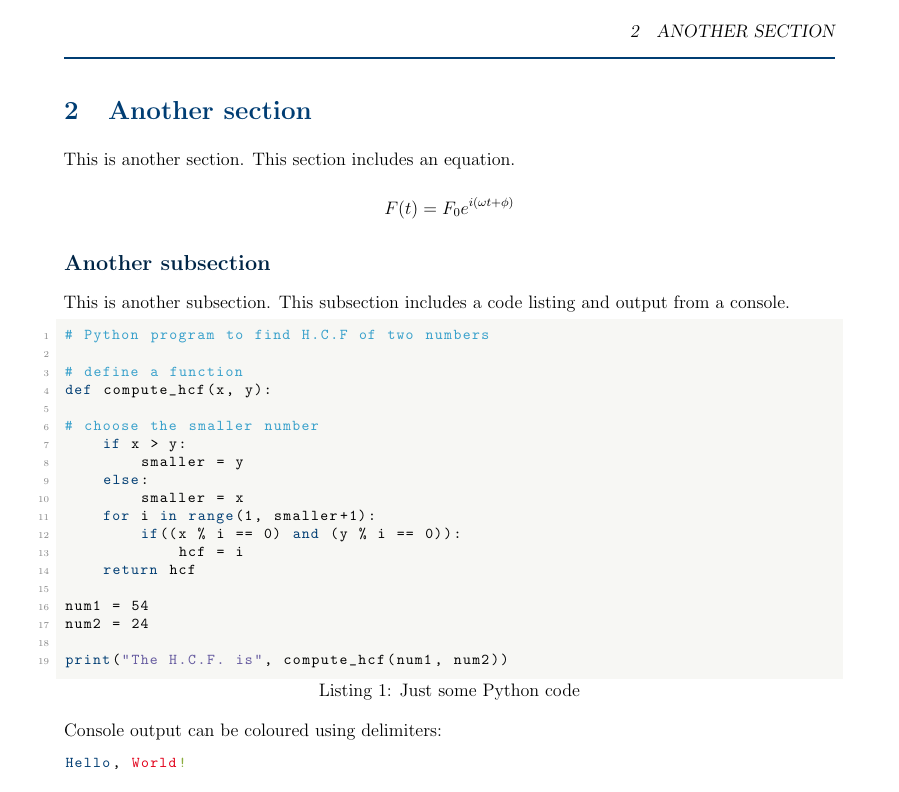 2 ANOTHER SECTION
2 Another section
This is another section. This section includes an equation.
F(t) = F₀e^{i(ωt+ϕ)}
Another subsection
This is another subsection. This subsection includes a code listing and output from a console.
1 # Python program to find H.C.F of two numbers
2
3 # define a function
4 def compute_hcf(x, y):
5
6 # choose the smaller number
7     if x > y:
8         smaller = y
9     else:
10         smaller = x
11     for i in range(1, smaller+1):
12         if((x % i == 0) and (y % i == 0)):
13             hcf = i
14     return hcf
15
16 num1 = 54
17 num2 = 24
18
19 print("The H.C.F. is", compute_hcf(num1, num2))
Listing 1: Just some Python code
Console output can be coloured using delimiters:
Hello, World!